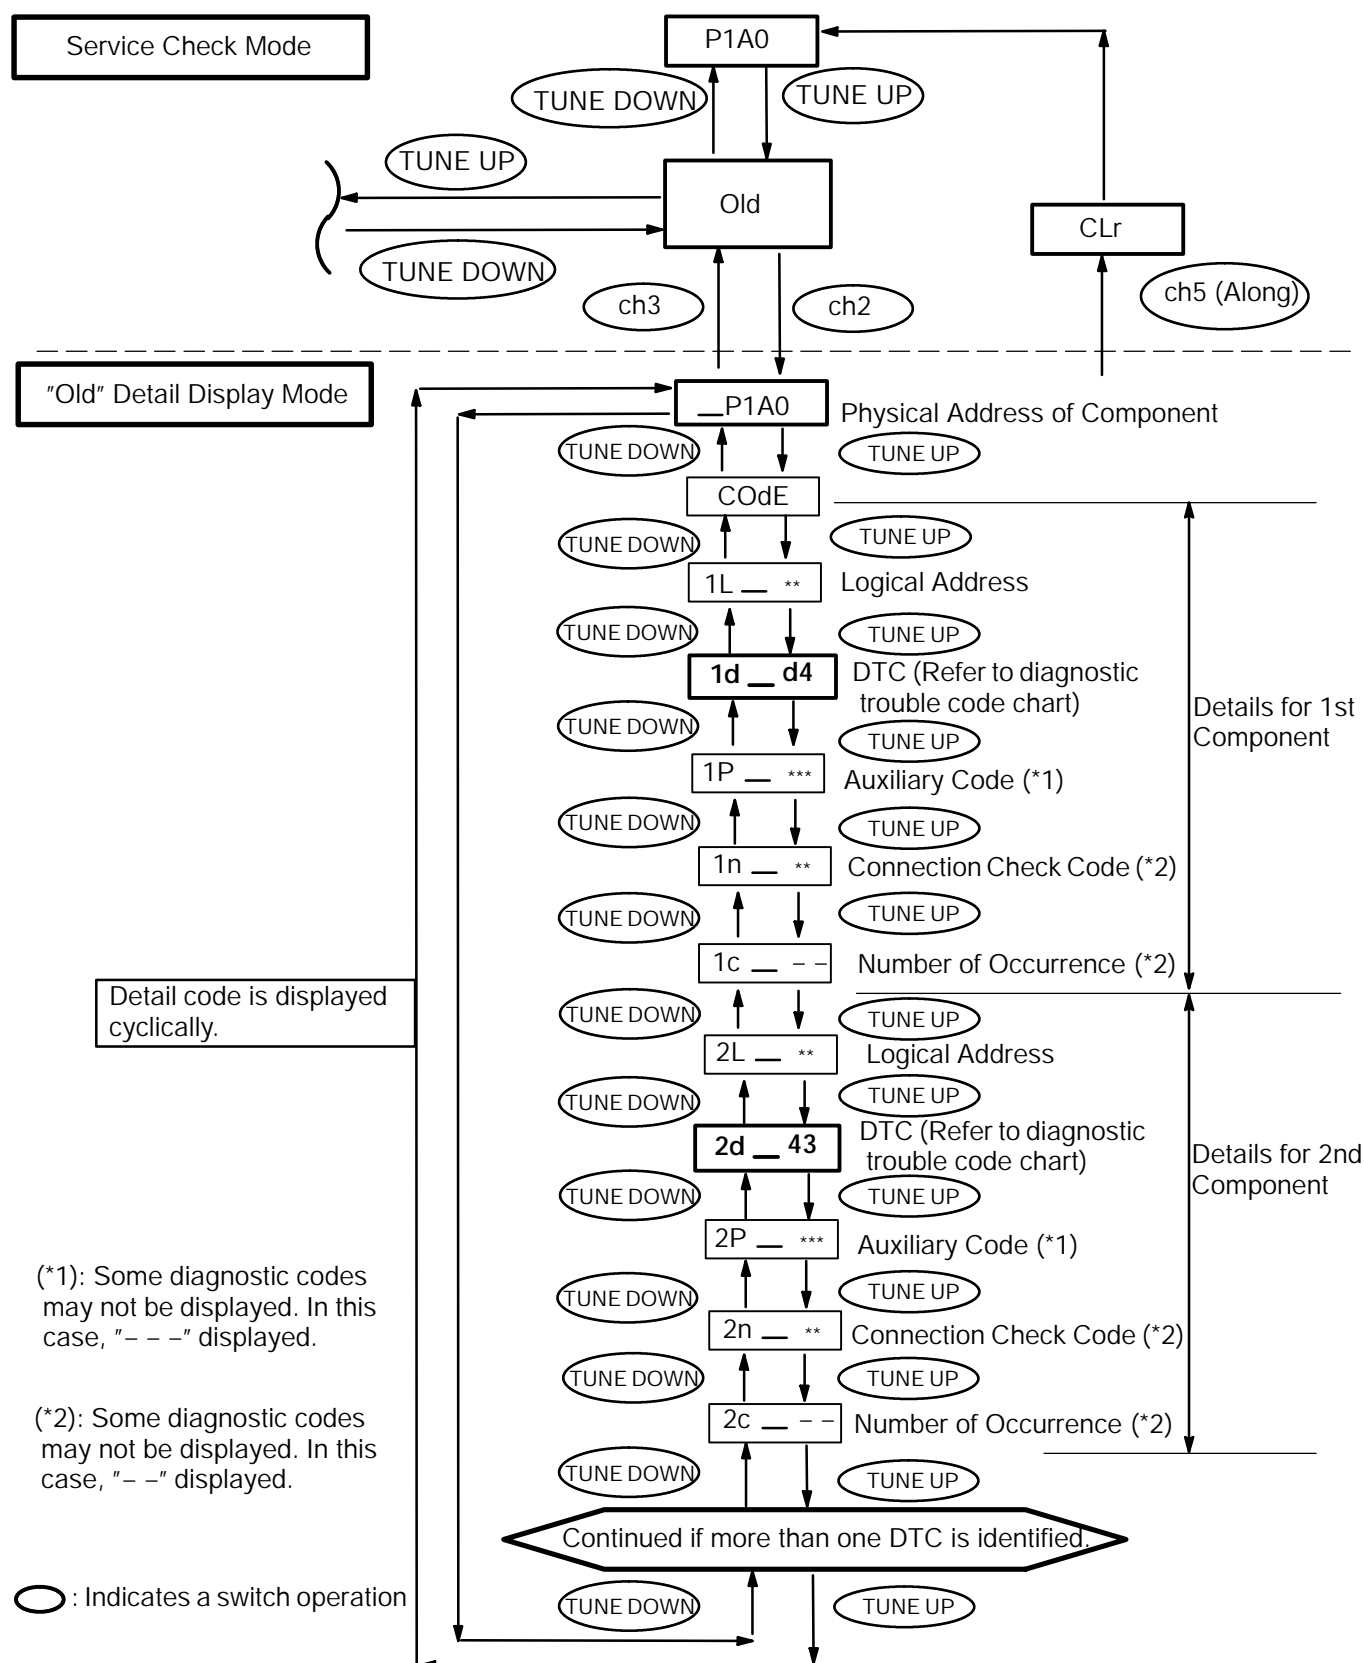 Service Check Mode
P1A0
TUNE DOWN
TUNE UP
TUNE UP
Old
CLr
TUNE DOWN
ch3
ch2
ch5 (Along)
"Old" Detail Display Mode
_P1A0
Physical Address of Component
TUNE DOWN
TUNE UP
COdE
TUNE DOWN
TUNE UP
1L _ **
Logical Address
TUNE DOWN
TUNE UP
1d _ d4
DTC (Refer to diagnostic
trouble code chart)
Details for 1st
Component
TUNE DOWN
TUNE UP
1P _ ***
Auxiliary Code (*1)
TUNE DOWN
TUNE UP
1n _ **
Connection Check Code (*2)
TUNE DOWN
TUNE UP
1c _ – –
Number of Occurrence (*2)
Detail code is displayed
cyclically.
TUNE DOWN
TUNE UP
2L _ **
Logical Address
TUNE DOWN
TUNE UP
2d _ 43
DTC (Refer to diagnostic
trouble code chart)
Details for 2nd
Component
TUNE DOWN
TUNE UP
2P _ ***
Auxiliary Code (*1)
(*1): Some diagnostic codes
may not be displayed. In this
case, "– – –" displayed.
TUNE DOWN
TUNE UP
2n _ **
Connection Check Code (*2)
TUNE DOWN
TUNE UP
2c _ – –
Number of Occurrence (*2)
(*2): Some diagnostic codes
may not be displayed. In this
case, "– –" displayed.
TUNE DOWN
TUNE UP
Continued if more than one DTC is identified.
: Indicates a switch operation
TUNE DOWN
TUNE UP